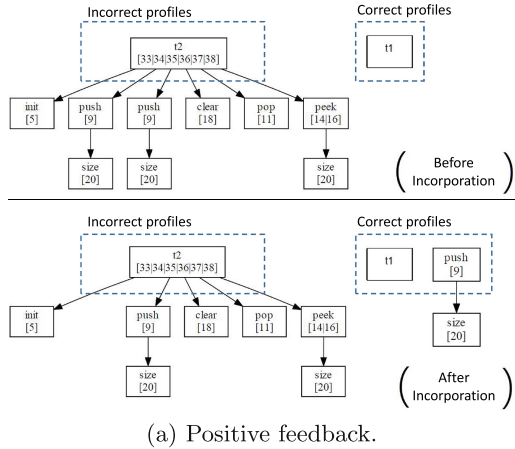 Incorrect profiles Correct profiles
t2
[33|34|35|36|37|38]
t1
init push push clear pop peek
[5] [9] [9] [18] [11] [14|16]
size size size
[20] [20] [20]
( Before
Incorporation )
Incorrect profiles Correct profiles
t2
[33|34|35|36|37|38]
t1 push
[9]
init push clear pop peek
[5] [9] [18] [11] [14|16]
size
[20]
size size
[20] [20]
( After
Incorporation )
(a) Positive feedback.